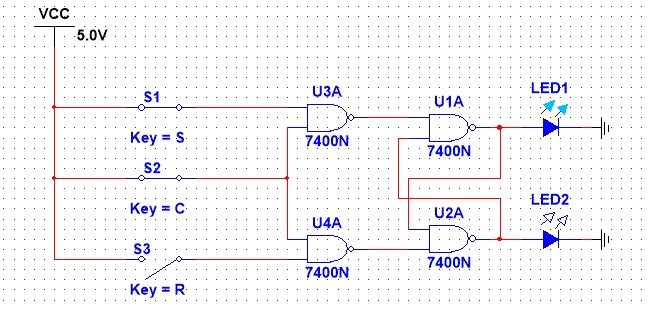 VCC
5.0V
S1
Key = S
S2
Key = C
S3
Key = R
U3A
7400N
U4A
7400N
U1A
7400N
U2A
7400N
LED1
LED2